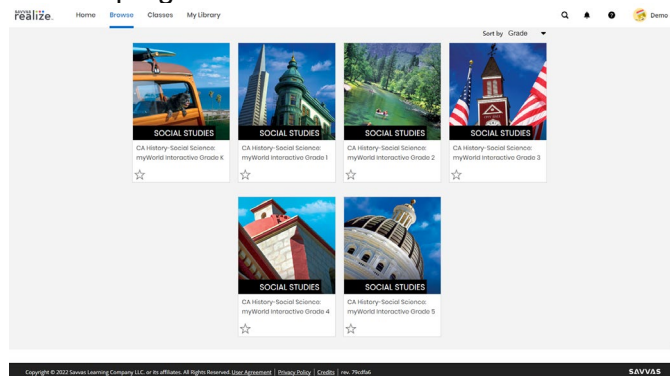 SAVVAS
realize.
Home Browse Classes My Library
Demo
Sort by Grade
SOCIAL STUDIES
CA History-Social Science:
myWorld Interactive Grade K
SOCIAL STUDIES
CA History-Social Science:
myWorld Interactive Grade 1
SOCIAL STUDIES
CA History-Social Science:
myWorld Interactive Grade 2
SOCIAL STUDIES
CA History-Social Science:
myWorld Interactive Grade 3
SOCIAL STUDIES
CA History-Social Science:
myWorld Interactive Grade 4
SOCIAL STUDIES
CA History-Social Science:
myWorld Interactive Grade 5
Copyright © 2022 Savvas Learning Company LLC. or its affiliates. All Rights Reserved. User Agreement | Privacy Policy | Credits | rev. 79cdfa6
SAVVAS